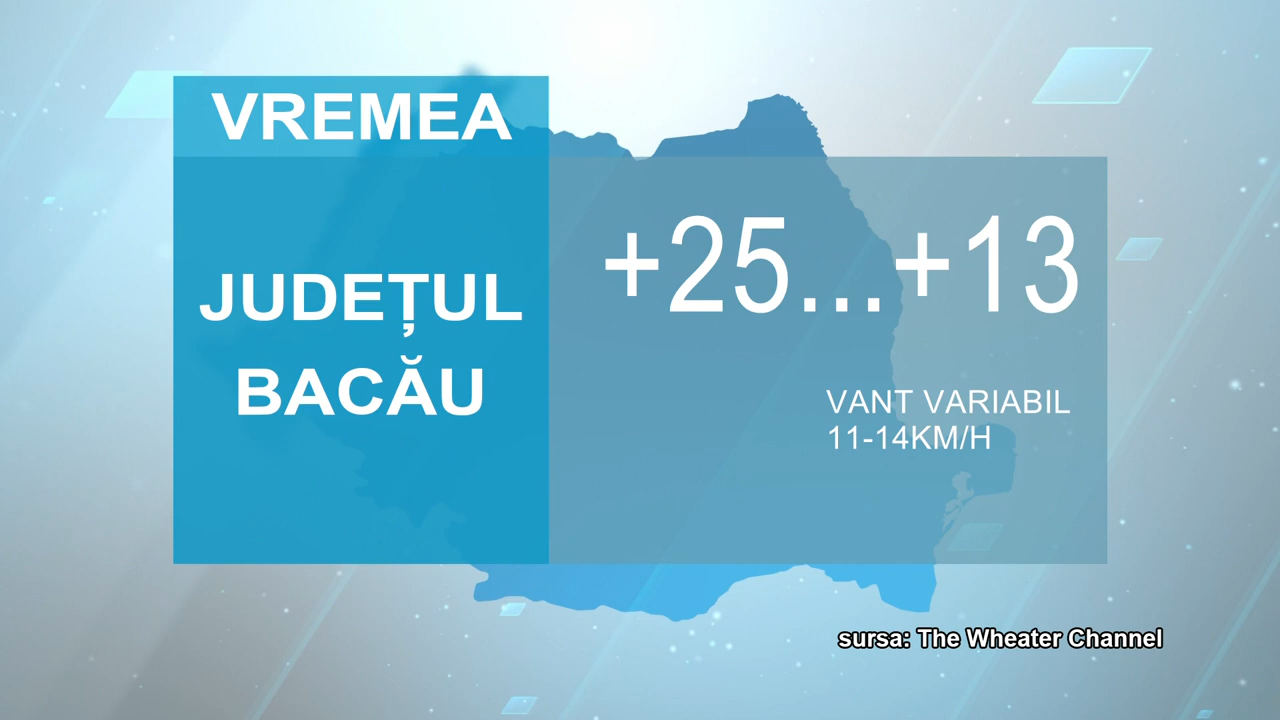 VREMEA
JUDEȚUL
BACĂU
+25...+13
VANT VARIABIL
11-14KM/H
sursa: The Wheater Channel